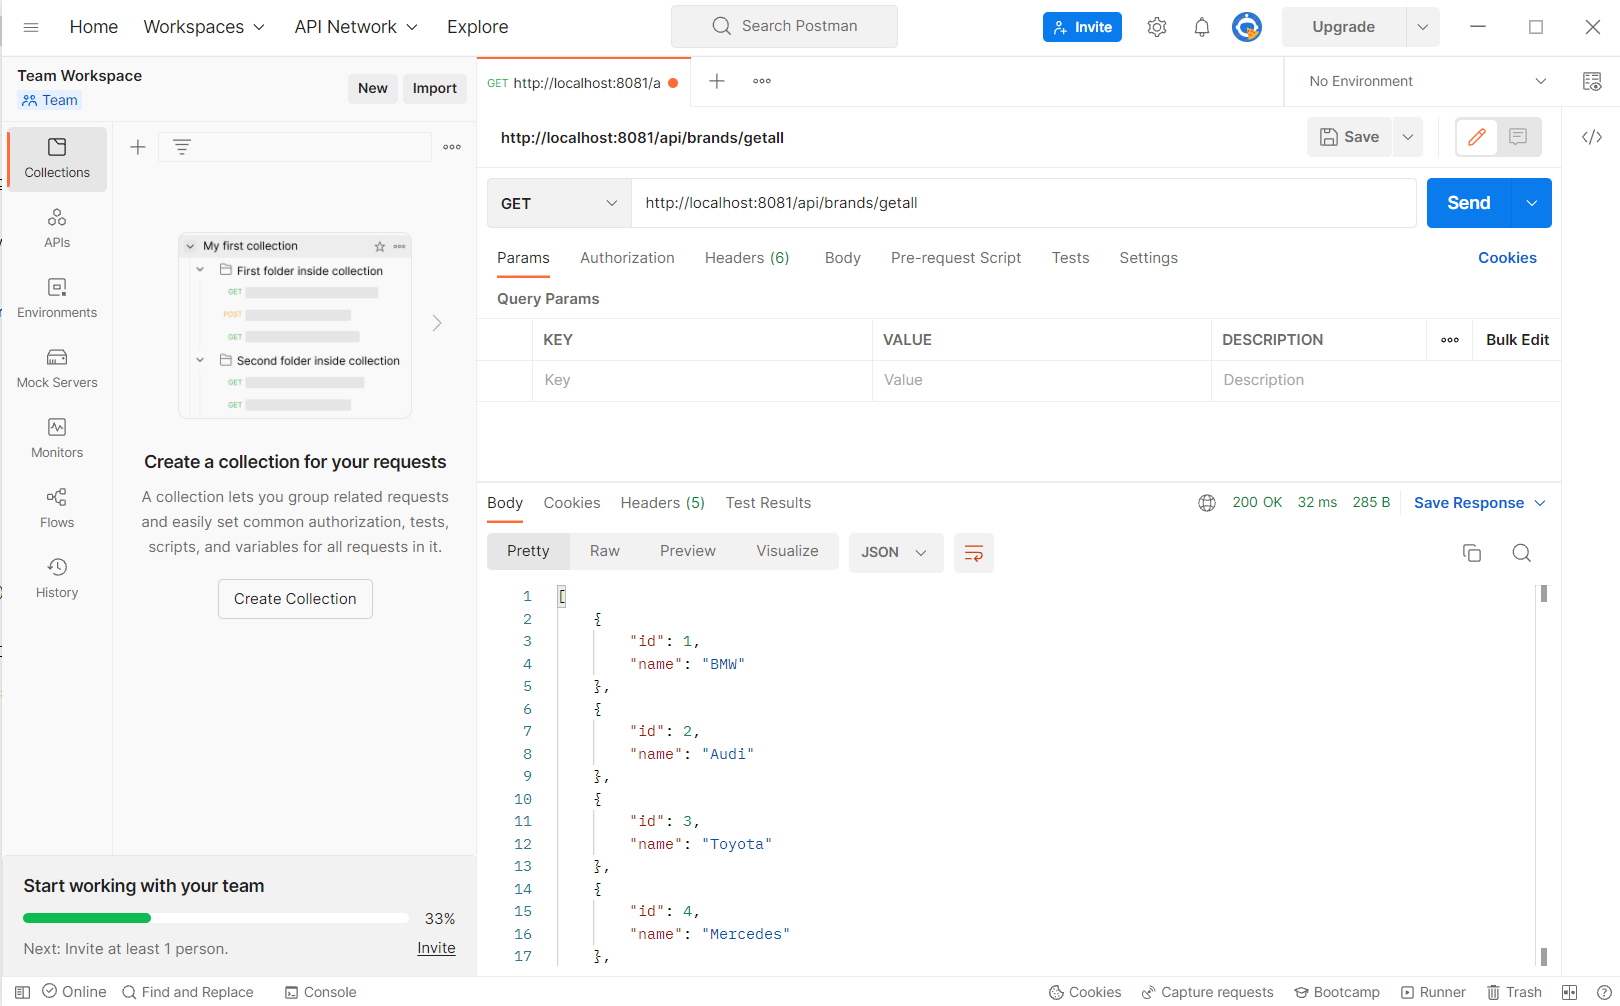 Home
Workspaces
API Network
Explore
Search Postman
Invite
Upgrade
Team Workspace
Team
New
Import
GET http://localhost:8081/a
No Environment
Collections
APIs
Environments
Mock Servers
Monitors
Flows
History
My first collection
First folder inside collection
GET
POST
GET
Second folder inside collection
GET
GET
Create a collection for your requests
A collection lets you group related requests
and easily set common authorization, tests,
scripts, and variables for all requests in it.
Create Collection
Start working with your team
33%
Next: Invite at least 1 person.
Invite
http://localhost:8081/api/brands/getall
Save
GET
http://localhost:8081/api/brands/getall
Send
Params
Authorization
Headers (6)
Body
Pre-request Script
Tests
Settings
Cookies
Query Params
KEY
VALUE
DESCRIPTION
Bulk Edit
Key
Value
Description
Body
Cookies
Headers (5)
Test Results
200 OK
32 ms
285 B
Save Response
Pretty
Raw
Preview
Visualize
JSON
1 [
2 {
3 "id": 1,
4 "name": "BMW"
5 },
6 {
7 "id": 2,
8 "name": "Audi"
9 },
10 {
11 "id": 3,
12 "name": "Toyota"
13 },
14 {
15 "id": 4,
16 "name": "Mercedes"
17 },
Online
Find and Replace
Console
Cookies
Capture requests
Bootcamp
Runner
Trash